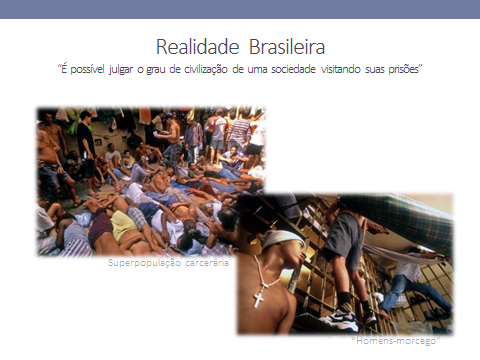 Realidade Brasileira
“É possível julgar o grau de civilização de uma sociedade visitando suas prisões”
Superpopulação carcerária
“Homens-morcego”